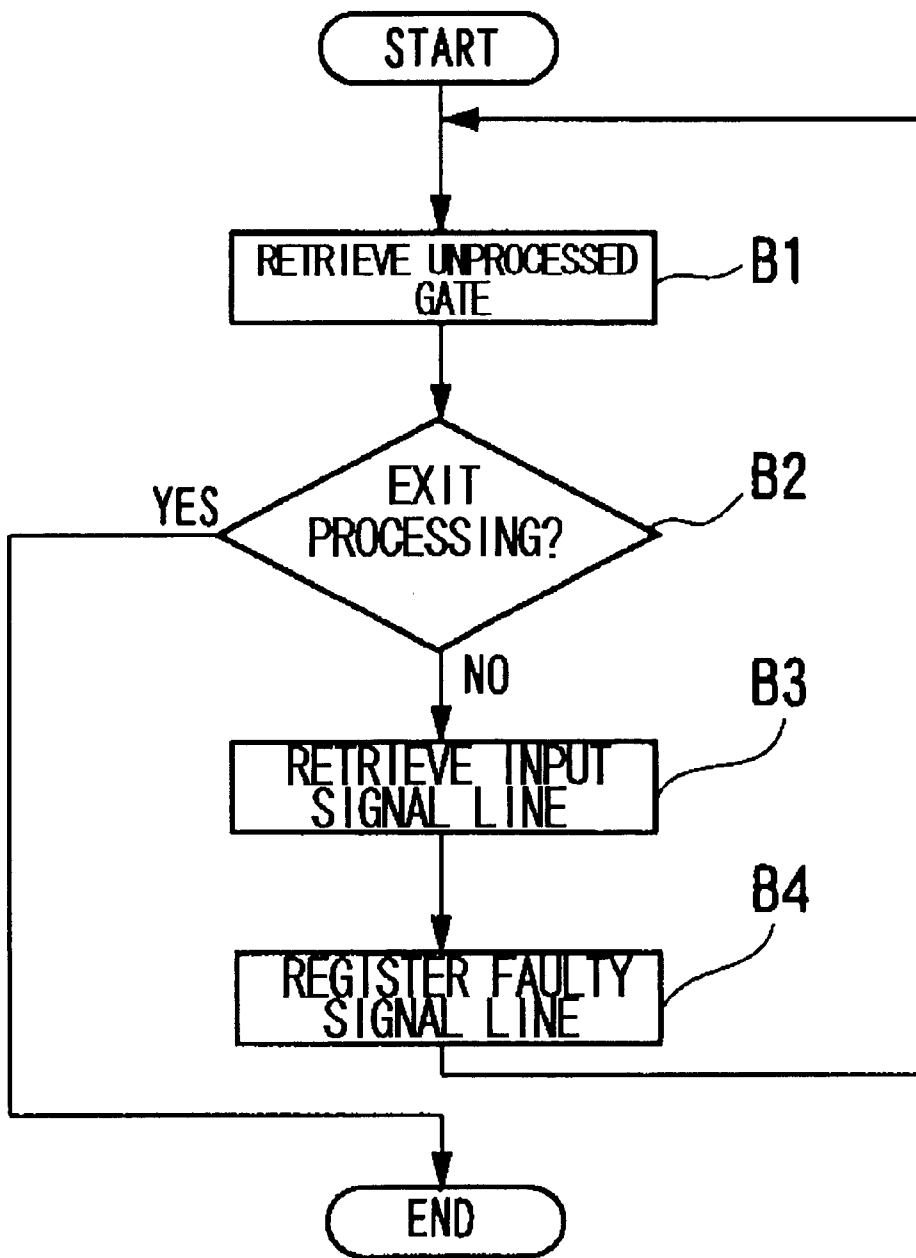 START
RETRIEVE UNPROCESSED
GATE
B1
EXIT
PROCESSING?
B2
YES
NO
RETRIEVE INPUT
SIGNAL LINE
B3
REGISTER FAULTY
SIGNAL LINE
B4
END